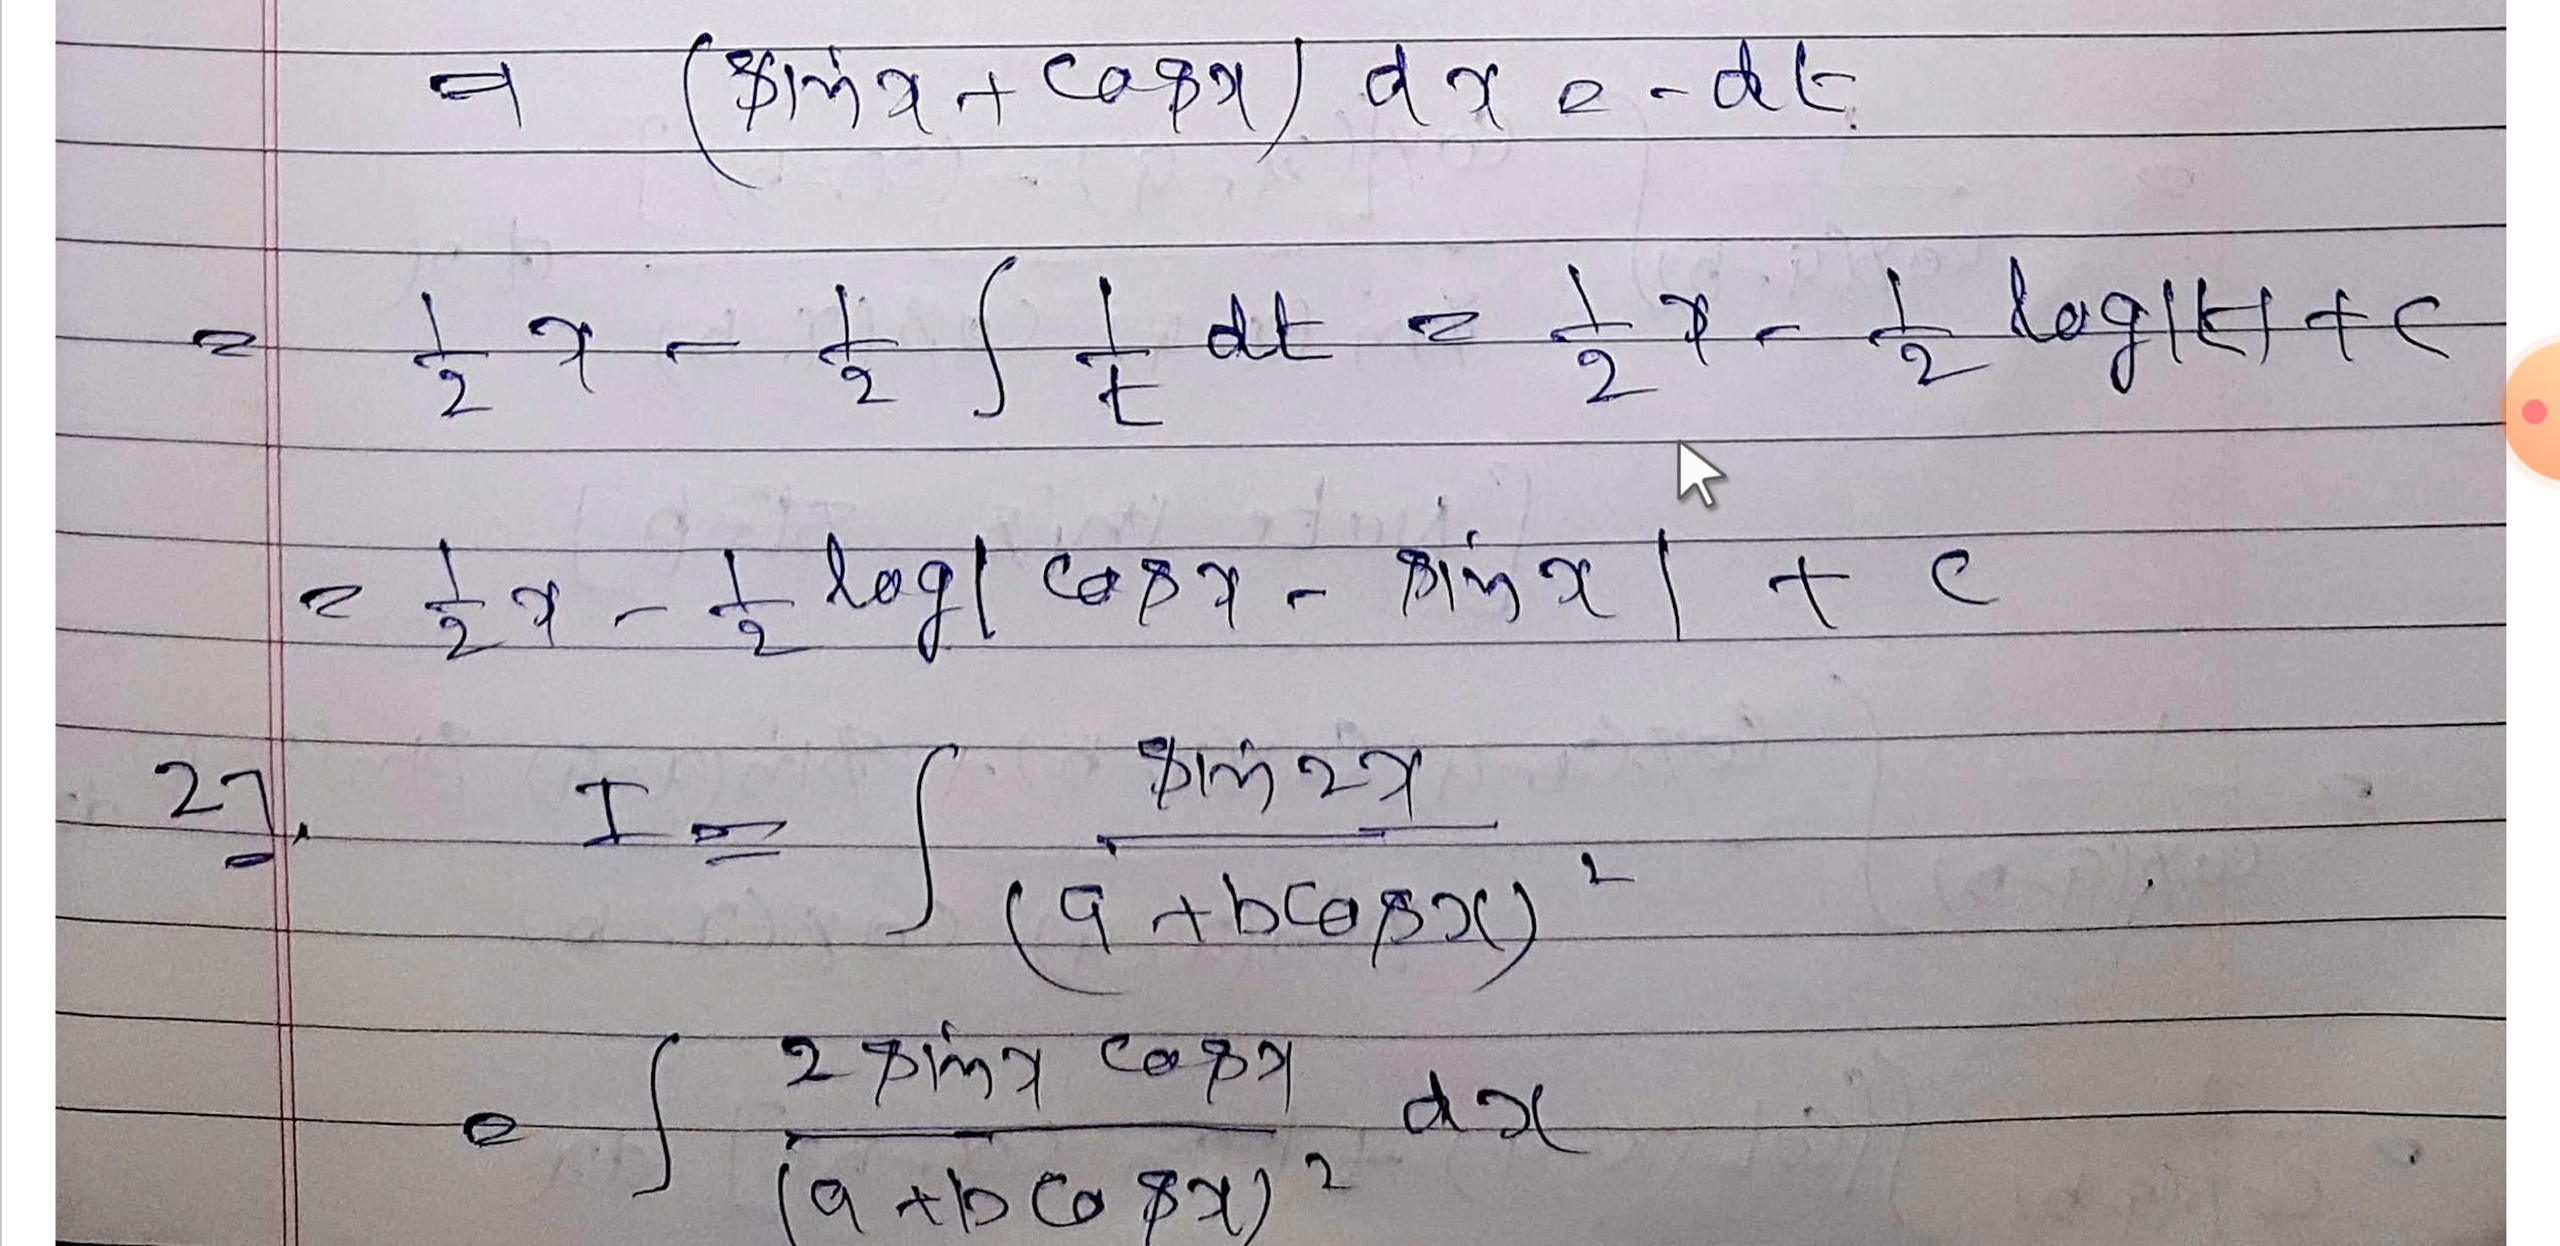 ⇒ (sin x + cos x) dx = - dt.
= 1/2 x - 1/2 ∫ 1/t dt = 1/2 x - 1/2 log|t| + c
= 1/2 x - 1/2 log| cos x - sin x | + c
27. I = ∫ sin 2x / (a + b cos x)²
= ∫ 2 sin x cos x / (a + b cos x)² dx